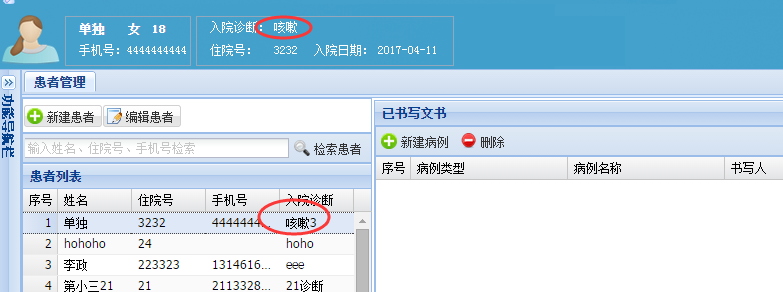 单独 女 18
入院诊断: 咳嗽
手机号: 4444444444
住院号: 3232 入院日期: 2017-04-11
功能导航栏
患者管理
新建患者 编辑患者
输入姓名、住院号、手机号检索 检索患者
患者列表
序号 姓名 住院号 手机号 入院诊断
1 单独 3232 4444444... 咳嗽3
2 hohoho 24 hoho
3 李政 223323 1314616... eee
4 第小三21 21 2113328... 21诊断
已书写文书
新建病例 删除
序号 病例类型 病例名称 书写人